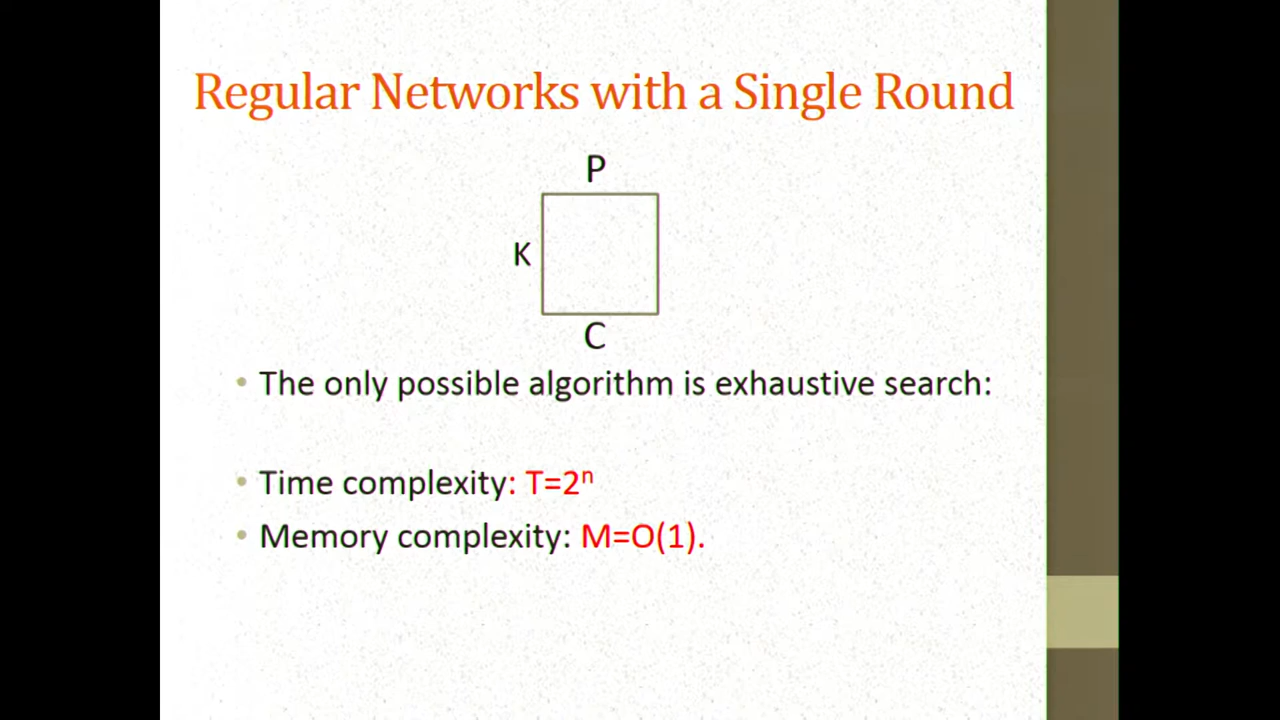 Regular Networks with a Single Round
P
K
C
• The only possible algorithm is exhaustive search:
• Time complexity: T=2ⁿ
• Memory complexity: M=O(1).